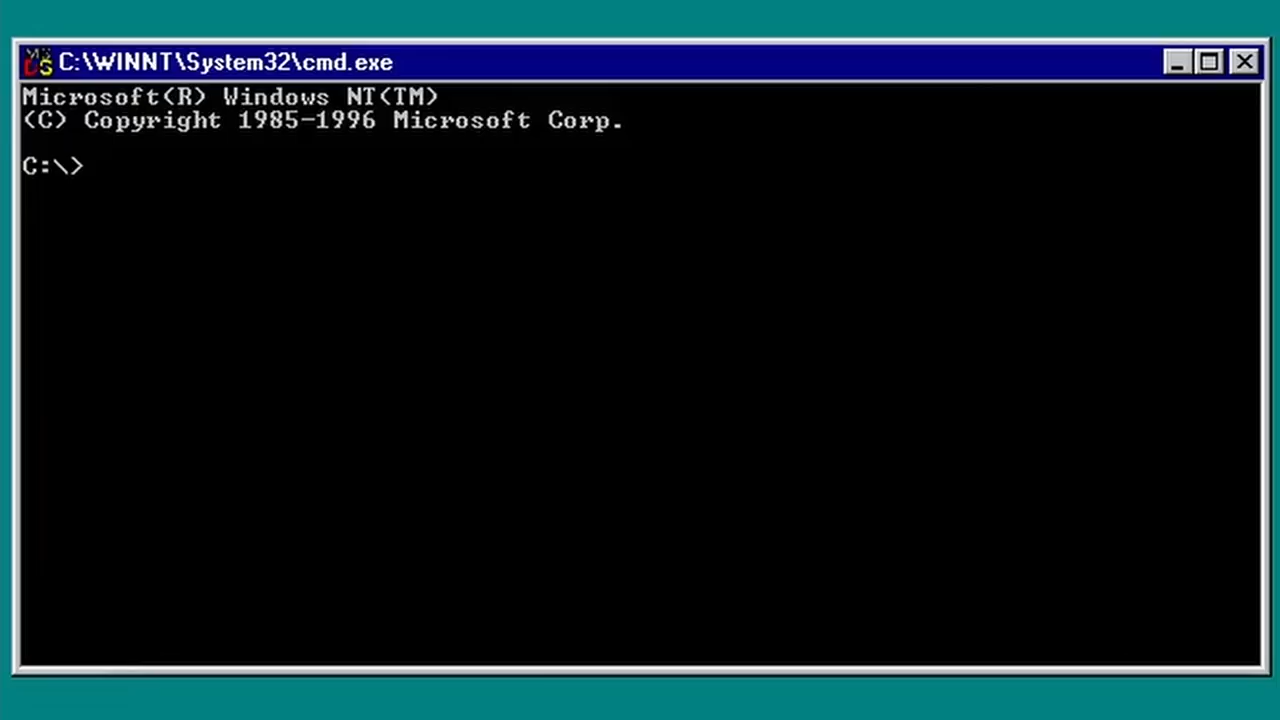 C:\WINNT\System32\cmd.exe
Microsoft(R) Windows NT(TM)
(C) Copyright 1985-1996 Microsoft Corp.
C:\>